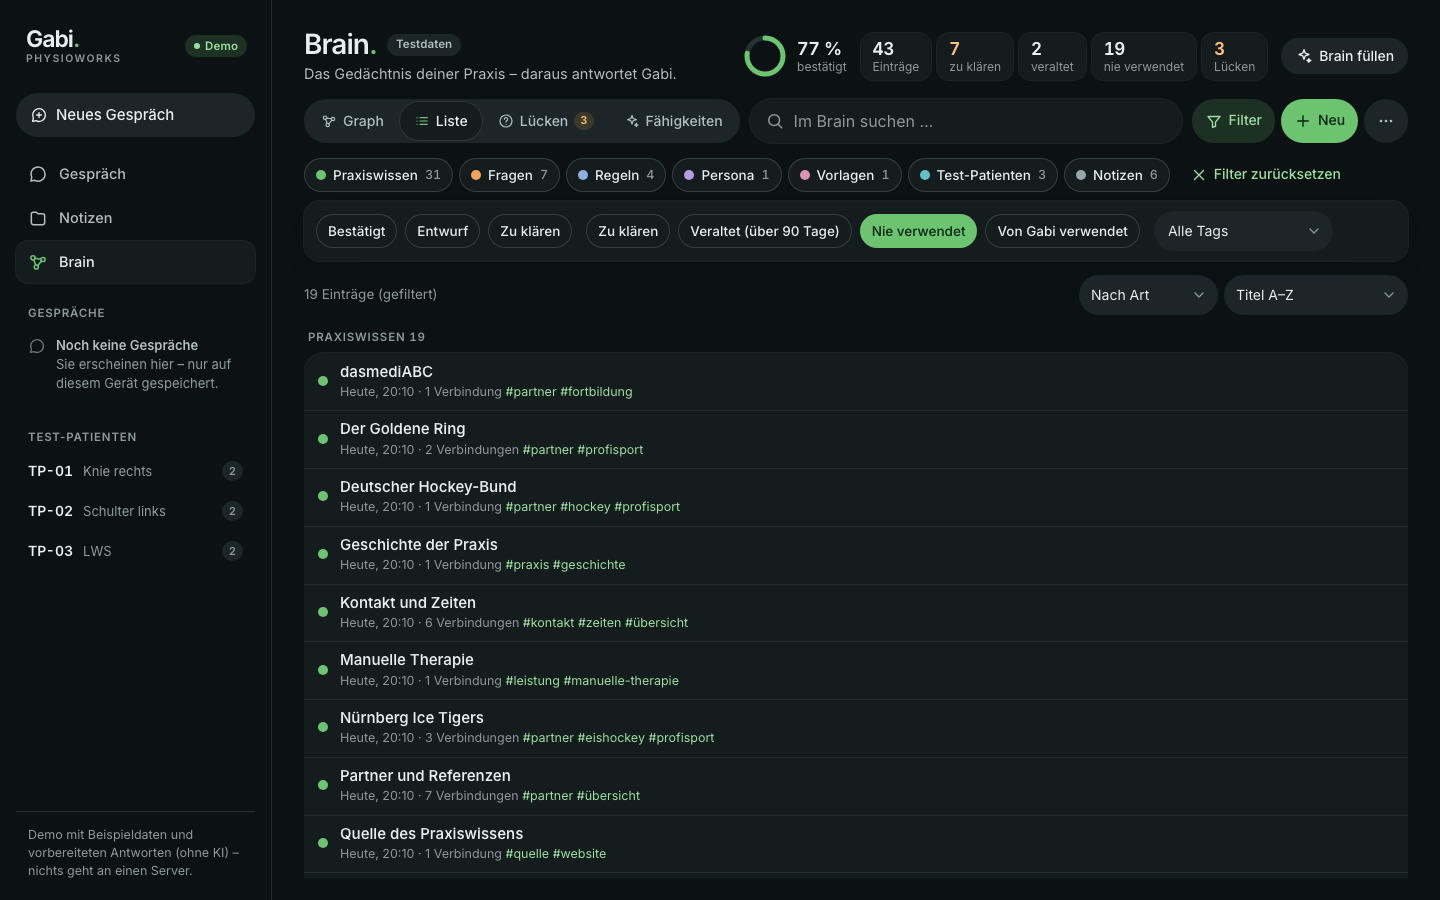 Gabi.
PHYSIOWORKS
Demo
Neues Gespräch
Gespräch
Notizen
Brain
GESPRÄCHE
Noch keine Gespräche
Sie erscheinen hier – nur auf
diesem Gerät gespeichert.
TEST-PATIENTEN
TP-01 Knie rechts 2
TP-02 Schulter links 2
TP-03 LWS 2
Demo mit Beispieldaten und
vorbereiteten Antworten (ohne KI) –
nichts geht an einen Server.
Brain. Testdaten
Das Gedächtnis deiner Praxis – daraus antwortet Gabi.
77 % bestätigt
43 Einträge
7 zu klären
2 veraltet
19 nie verwendet
3 Lücken
Brain füllen
Graph Liste Lücken 3 Fähigkeiten
Im Brain suchen ...
Filter
Neu
Praxiswissen 31 Fragen 7 Regeln 4 Persona 1 Vorlagen 1 Test-Patienten 3 Notizen 6 Filter zurücksetzen
Bestätigt Entwurf Zu klären Zu klären Veraltet (über 90 Tage) Nie verwendet Von Gabi verwendet Alle Tags
19 Einträge (gefiltert) Nach Art Titel A–Z
PRAXISWISSEN 19
dasmediABC
Heute, 20:10 · 1 Verbindung #partner #fortbildung
Der Goldene Ring
Heute, 20:10 · 2 Verbindungen #partner #profisport
Deutscher Hockey-Bund
Heute, 20:10 · 1 Verbindung #partner #hockey #profisport
Geschichte der Praxis
Heute, 20:10 · 1 Verbindung #praxis #geschichte
Kontakt und Zeiten
Heute, 20:10 · 6 Verbindungen #kontakt #zeiten #übersicht
Manuelle Therapie
Heute, 20:10 · 1 Verbindung #leistung #manuelle-therapie
Nürnberg Ice Tigers
Heute, 20:10 · 3 Verbindungen #partner #eishockey #profisport
Partner und Referenzen
Heute, 20:10 · 7 Verbindungen #partner #übersicht
Quelle des Praxiswissens
Heute, 20:10 · 1 Verbindung #quelle #website